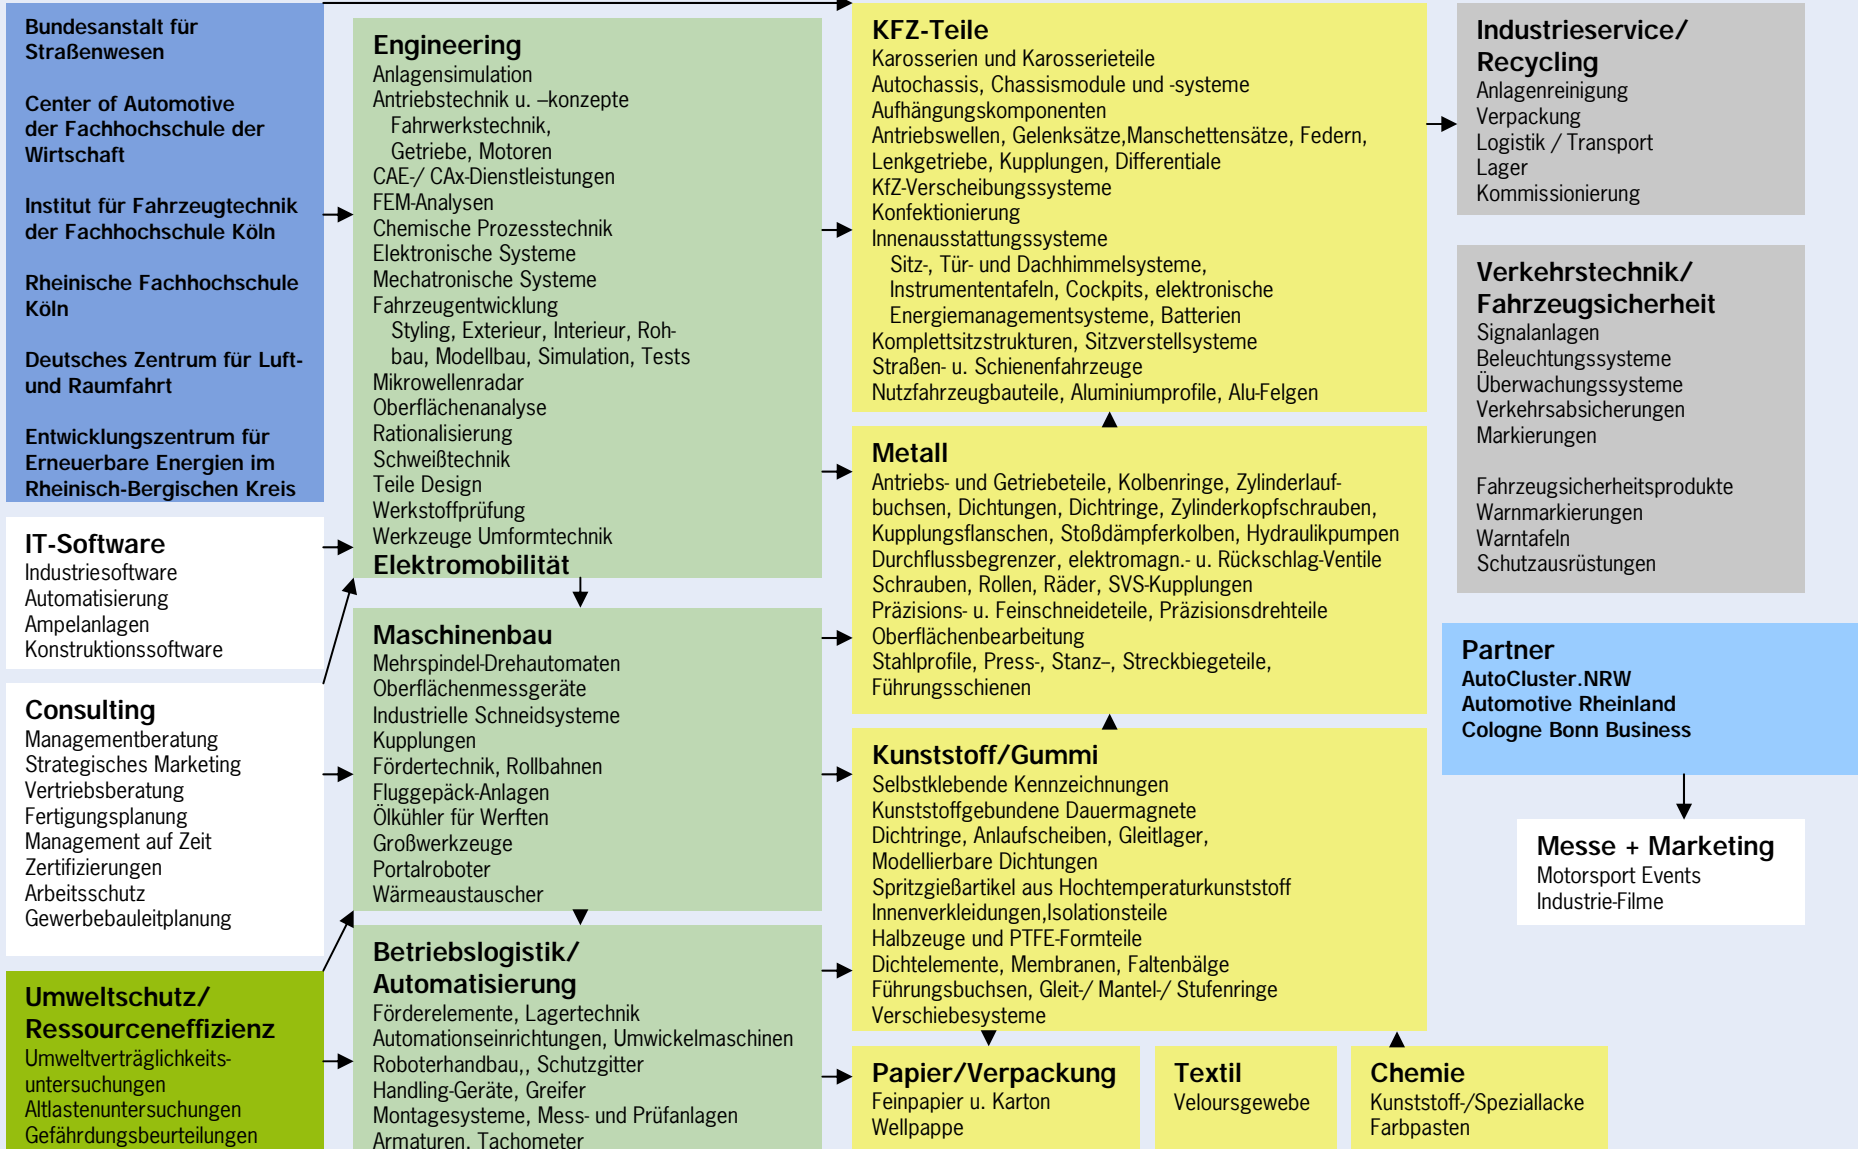 Bundesanstalt für
Straßenwesen
Center of Automotive
der Fachhochschule der
Wirtschaft
Institut für Fahrzeugtechnik
der Fachhochschule Köln
Rheinische Fachhochschule
Köln
Deutsches Zentrum für Luft-
und Raumfahrt
Entwicklungszentrum für
Erneuerbare Energien im
Rheinisch-Bergischen Kreis
IT-Software
Industriesoftware
Automatisierung
Ampelanlagen
Konstruktionssoftware
Consulting
Managementberatung
Strategisches Marketing
Vertriebsberatung
Fertigungsplanung
Management auf Zeit
Zertifizierungen
Arbeitsschutz
Gewerbebauleitplanung
Umweltschutz/
Ressourceneffizienz
Umweltverträglichkeits-
untersuchungen
Altlastenuntersuchungen
Gefährdungsbeurteilungen
Engineering
Anlagensimulation
Antriebstechnik u. –konzepte
Fahrwerkstechnik,
Getriebe, Motoren
CAE-/ CAx-Dienstleistungen
FEM-Analysen
Chemische Prozesstechnik
Elektronische Systeme
Mechatronische Systeme
Fahrzeugentwicklung
Styling, Exterieur, Interieur, Roh-
bau, Modellbau, Simulation, Tests
Mikrowellenradar
Oberflächenanalyse
Rationalisierung
Schweißtechnik
Teile Design
Werkstoffprüfung
Werkzeuge Umformtechnik
Elektromobilität
Maschinenbau
Mehrspindel-Drehautomaten
Oberflächenmessgeräte
Industrielle Schneidsysteme
Kupplungen
Fördertechnik, Rollbahnen
Fluggepäck-Anlagen
Ölkühler für Werften
Großwerkzeuge
Portalroboter
Wärmeaustauscher
Betriebslogistik/
Automatisierung
Förderelemente, Lagertechnik
Automationseinrichtungen, Umwickelmaschinen
Roboterhandbau,, Schutzgitter
Handling-Geräte, Greifer
Montagesysteme, Mess- und Prüfanlagen
Armaturen, Tachometer
KFZ-Teile
Karosserien und Karosserieteile
Autochassis, Chassismodule und -systeme
Aufhängungskomponenten
Antriebswellen, Gelenksätze,Manschettensätze, Federn,
Lenkgetriebe, Kupplungen, Differentiale
KfZ-Verscheibungssysteme
Konfektionierung
Innenausstattungssysteme
Sitz-, Tür- und Dachhimmelsysteme,
Instrumententafeln, Cockpits, elektronische
Energiemanagementsysteme, Batterien
Komplettsitzstrukturen, Sitzverstellsysteme
Straßen- u. Schienenfahrzeuge
Nutzfahrzeugbauteile, Aluminiumprofile, Alu-Felgen
Metall
Antriebs- und Getriebeteile, Kolbenringe, Zylinderlauf-
buchsen, Dichtungen, Dichtringe, Zylinderkopfschrauben,
Kupplungsflanschen, Stoßdämpferkolben, Hydraulikpumpen
Durchflussbegrenzer, elektromagn.- u. Rückschlag-Ventile
Schrauben, Rollen, Räder, SVS-Kupplungen
Präzisions- u. Feinschneideteile, Präzisionsdrehteile
Oberflächenbearbeitung
Stahlprofile, Press-, Stanz–, Streckbiegeteile,
Führungsschienen
Kunststoff/Gummi
Selbstklebende Kennzeichnungen
Kunststoffgebundene Dauermagnete
Dichtringe, Anlaufscheiben, Gleitlager,
Modellierbare Dichtungen
Spritzgießartikel aus Hochtemperaturkunststoff
Innenverkleidungen,Isolationsteile
Halbzeuge und PTFE-Formteile
Dichtelemente, Membranen, Faltenbälge
Führungsbuchsen, Gleit-/ Mantel-/ Stufenringe
Verschiebesysteme
Papier/Verpackung
Feinpapier u. Karton
Wellpappe
Textil
Veloursgewebe
Chemie
Kunststoff-/Speziallacke
Farbpasten
Industrieservice/
Recycling
Anlagenreinigung
Verpackung
Logistik / Transport
Lager
Kommissionierung
Verkehrstechnik/
Fahrzeugsicherheit
Signalanlagen
Beleuchtungssysteme
Überwachungssysteme
Verkehrsabsicherungen
Markierungen
Fahrzeugsicherheitsprodukte
Warnmarkierungen
Warntafeln
Schutzausrüstungen
Partner
AutoCluster.NRW
Automotive Rheinland
Cologne Bonn Business
Messe + Marketing
Motorsport Events
Industrie-Filme